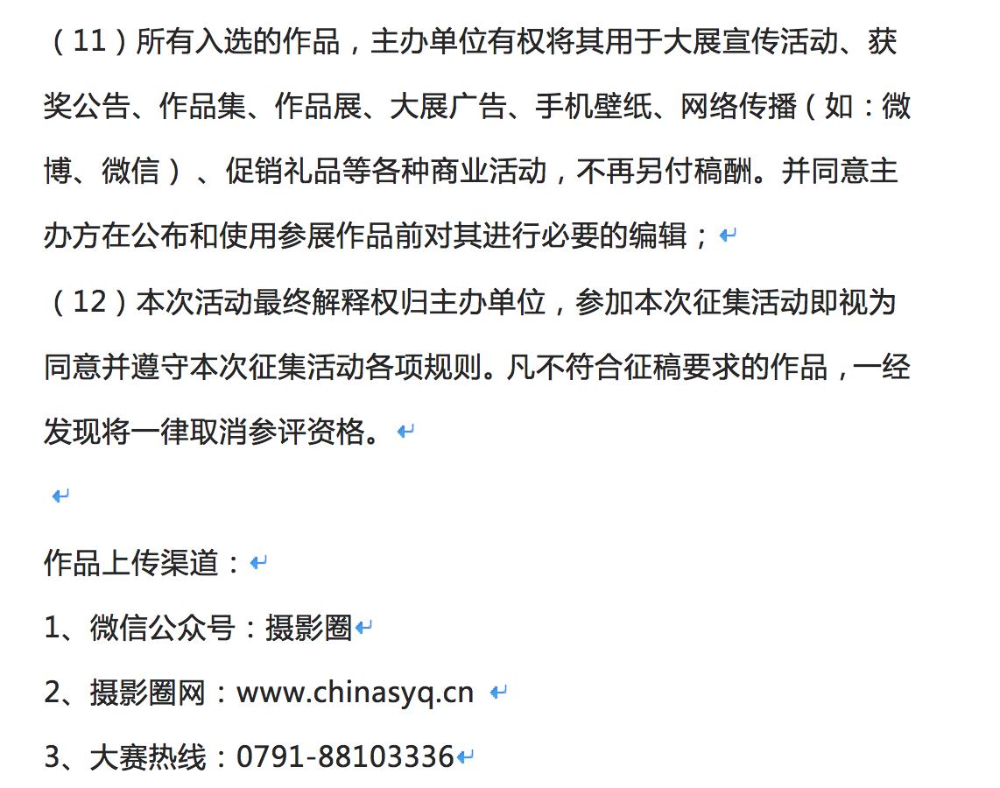 （11）所有入选的作品，主办单位有权将其用于大展宣传活动、获
奖公告、作品集、作品展、大展广告、手机壁纸、网络传播（如：微
博、微信）、促销礼品等各种商业活动，不再另付稿酬。并同意主
办方在公布和使用参展作品前对其进行必要的编辑；
（12）本次活动最终解释权归主办单位，参加本次征集活动即视为
同意并遵守本次征集活动各项规则。凡不符合征稿要求的作品，一经
发现将一律取消参评资格。
作品上传渠道：
1、微信公众号：摄影圈
2、摄影圈网：www.chinasyq.cn
3、大赛热线：0791-88103336